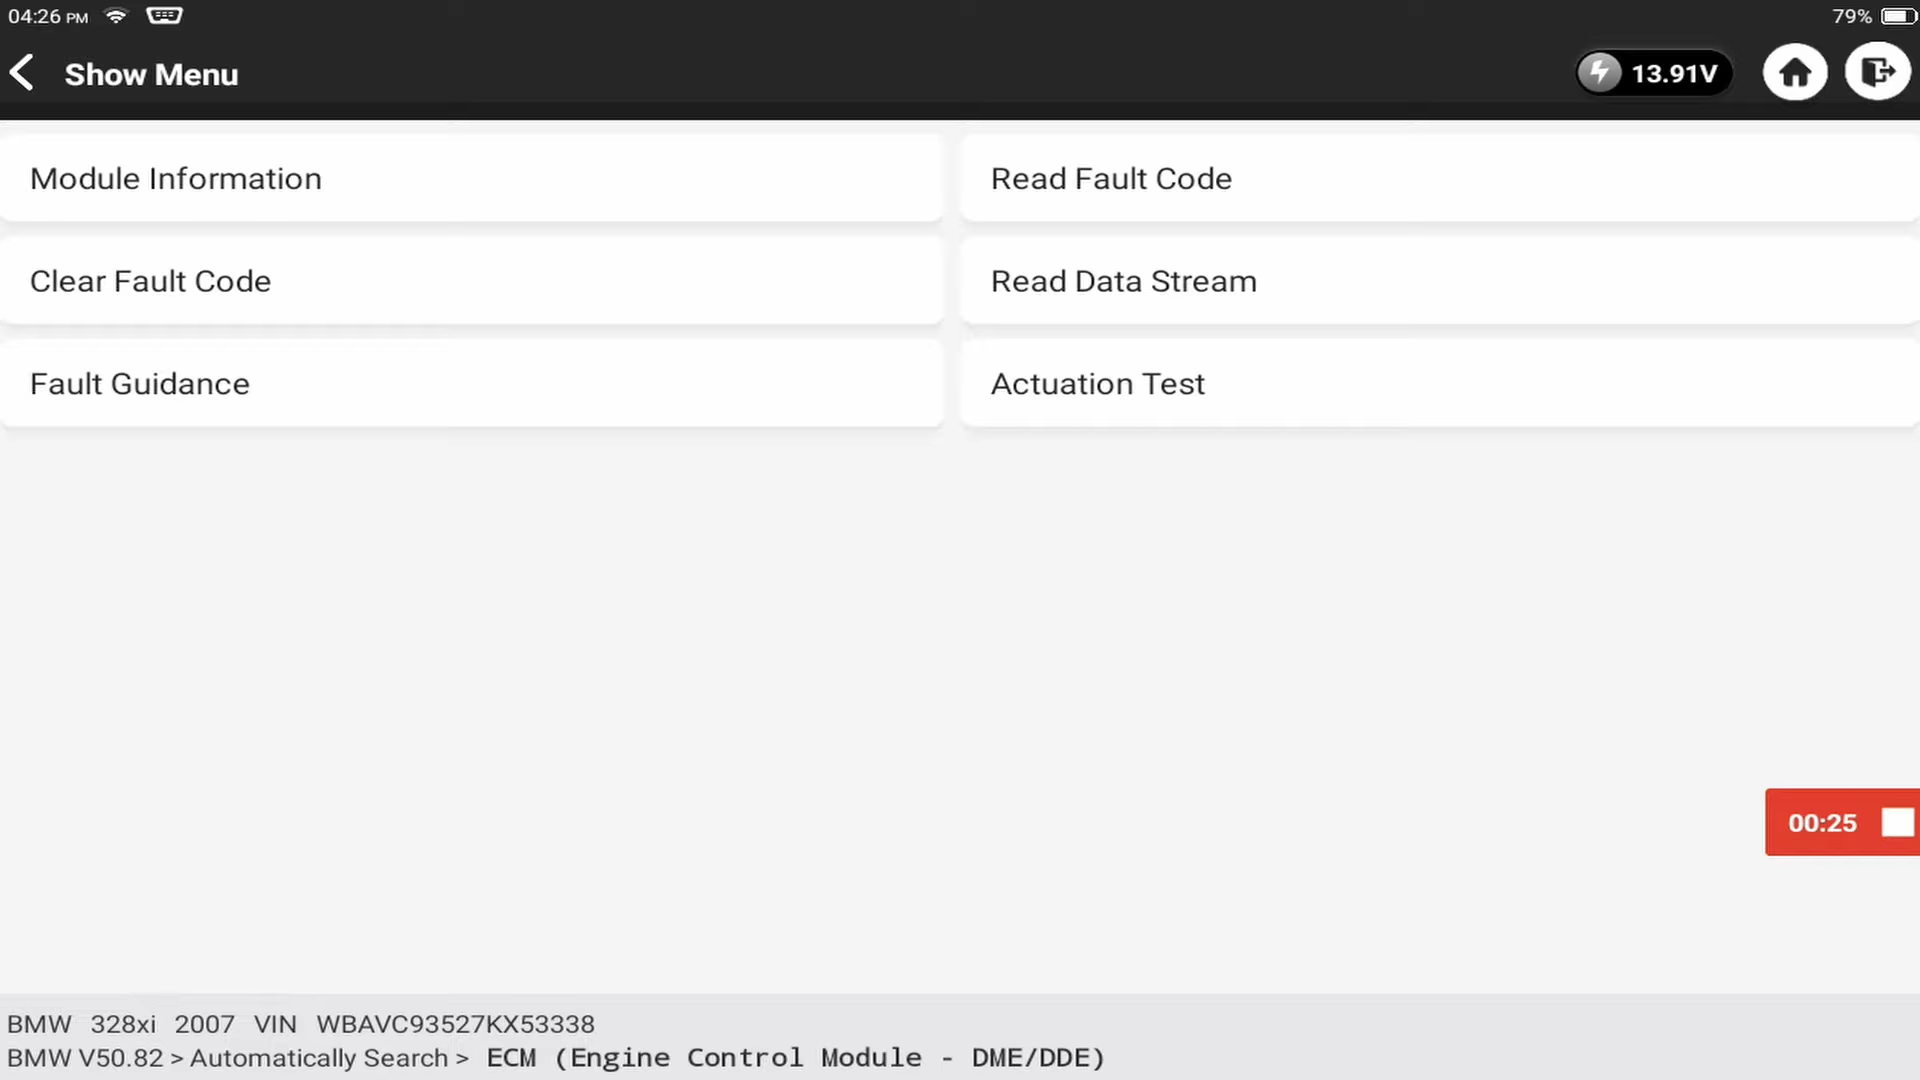 04:26 PM 79%
Show Menu 13.91V
Module Information Read Fault Code
Clear Fault Code Read Data Stream
Fault Guidance Actuation Test
00:25
BMW 328xi 2007 VIN WBAVC93527KX53338
BMW V50.82 > Automatically Search > ECM (Engine Control Module - DME/DDE)